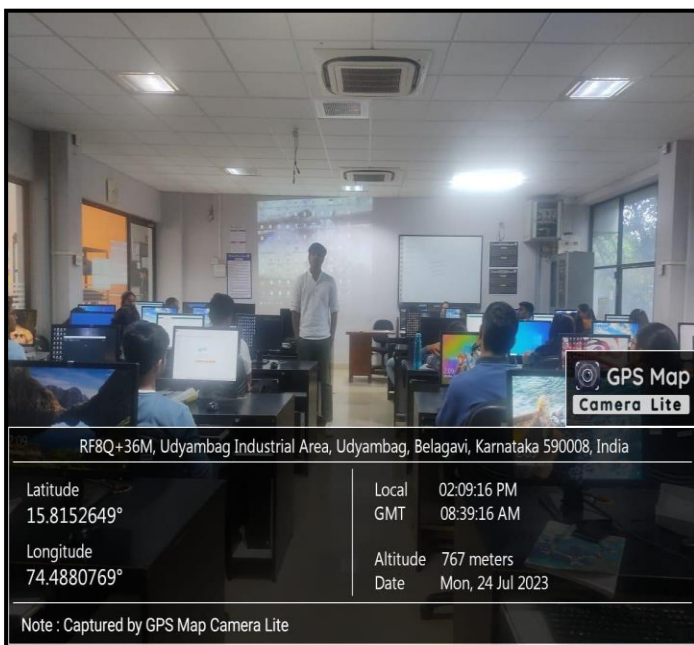 GPS Map
Camera Lite
RF8Q+36M, Udyambag Industrial Area, Udyambag, Belagavi, Karnataka 590008, India
Latitude
15.8152649°
Longitude
74.4880769°
Local 02:09:16 PM
GMT 08:39:16 AM
Altitude 767 meters
Date Mon, 24 Jul 2023
Note : Captured by GPS Map Camera Lite